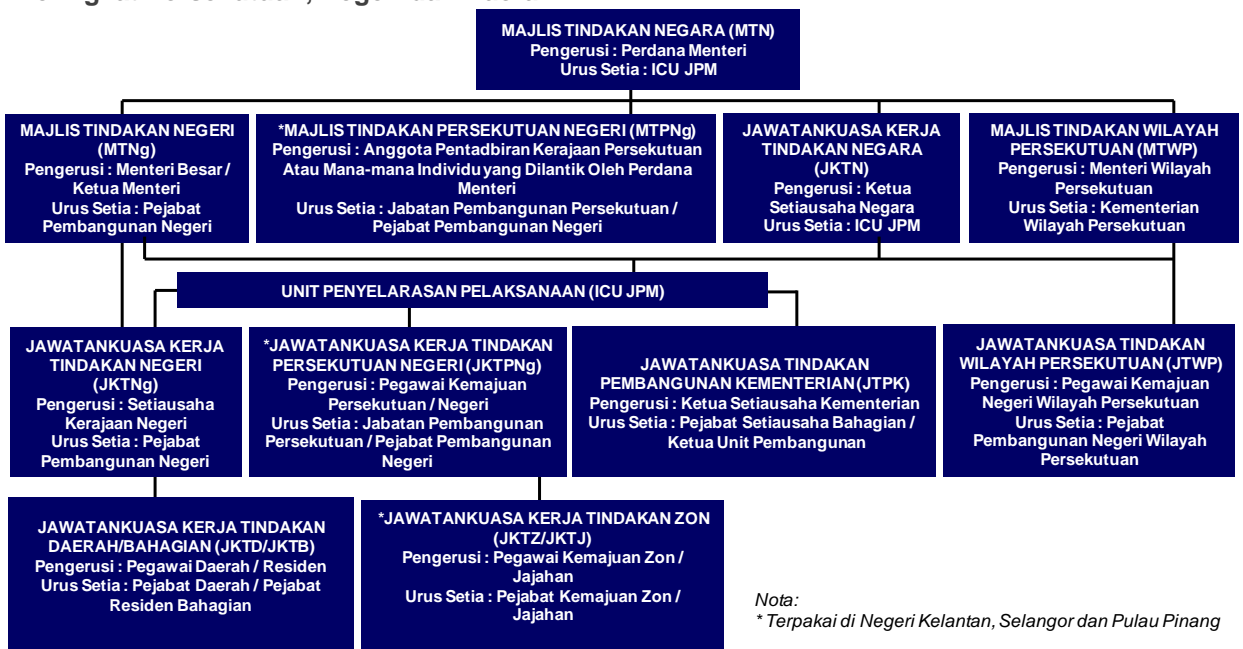 MAJLIS TINDAKAN NEGARA (MTN)
Pengerusi : Perdana Menteri
Urus Setia : ICU JPM
MAJLIS TINDAKAN NEGERI
(MTNg)
Pengerusi : Menteri Besar /
Ketua Menteri
Urus Setia : Pejabat
Pembangunan Negeri
*MAJLIS TINDAKAN PERSEKUTUAN NEGERI (MTPNg)
Pengerusi : Anggota Pentadbiran Kerajaan Persekutuan
Atau Mana-mana Individu yang Dilantik Oleh Perdana
Menteri
Urus Setia : Jabatan Pembangunan Persekutuan /
Pejabat Pembangunan Negeri
JAWATANKUASA KERJA
TINDAKAN NEGARA
(JKTN)
Pengerusi : Ketua
Setiausaha Negara
Urus Setia : ICU JPM
MAJLIS TINDAKAN WILAYAH
PERSEKUTUAN (MTWP)
Pengerusi : Menteri Wilayah
Persekutuan
Urus Setia : Kementerian
Wilayah Persekutuan
UNIT PENYELARASAN PELAKSANAAN (ICU JPM)
JAWATANKUASA KERJA
TINDAKAN NEGERI
(JKTNg)
Pengerusi : Setiausaha
Kerajaan Negeri
Urus Setia : Pejabat
Pembangunan Negeri
*JAWATANKUASA KERJA TINDAKAN
PERSEKUTUAN NEGERI (JKTPNg)
Pengerusi : Pegawai Kemajuan
Persekutuan / Negeri
Urus Setia : Jabatan Pembangunan
Persekutuan / Pejabat Pembangunan
Negeri
JAWATANKUASA TINDAKAN
PEMBANGUNAN KEMENTERIAN (JTPK)
Pengerusi : Ketua Setiausaha Kementerian
Urus Setia : Pejabat Setiausaha Bahagian /
Ketua Unit Pembangunan
JAWATANKUASA TINDAKAN
WILAYAH PERSEKUTUAN (JTWP)
Pengerusi : Pegawai Kemajuan
Negeri Wilayah Persekutuan
Urus Setia : Pejabat
Pembangunan Negeri Wilayah
Persekutuan
JAWATANKUASA KERJA TINDAKAN
DAERAH/BAHAGIAN (JKTD/JKTB)
Pengerusi : Pegawai Daerah / Residen
Urus Setia : Pejabat Daerah / Pejabat
Residen Bahagian
*JAWATANKUASA KERJA TINDAKAN ZON
(JKTZ/JKTJ)
Pengerusi : Pegawai Kemajuan Zon /
Jajahan
Urus Setia : Pejabat Kemajuan Zon /
Jajahan
Nota:
* Terpakai di Negeri Kelantan, Selangor dan Pulau Pinang